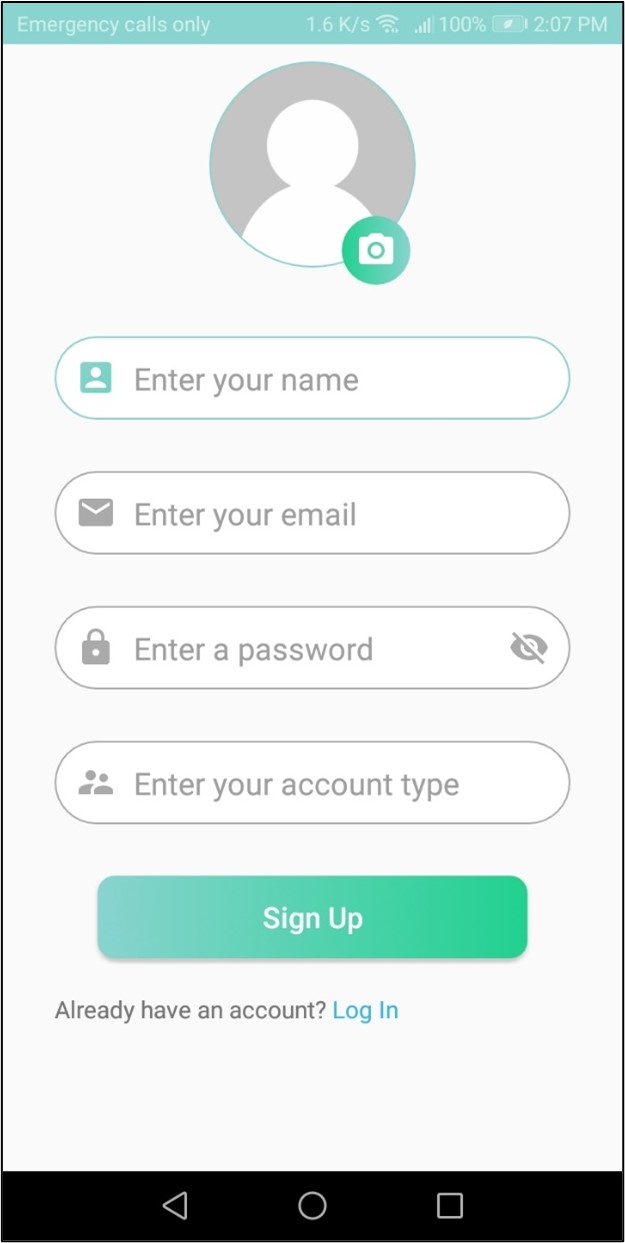 Emergency calls only 1.6 K/s 100% 2:07 PM
Enter your name
Enter your email
Enter a password
Enter your account type
Sign Up
Already have an account? Log In